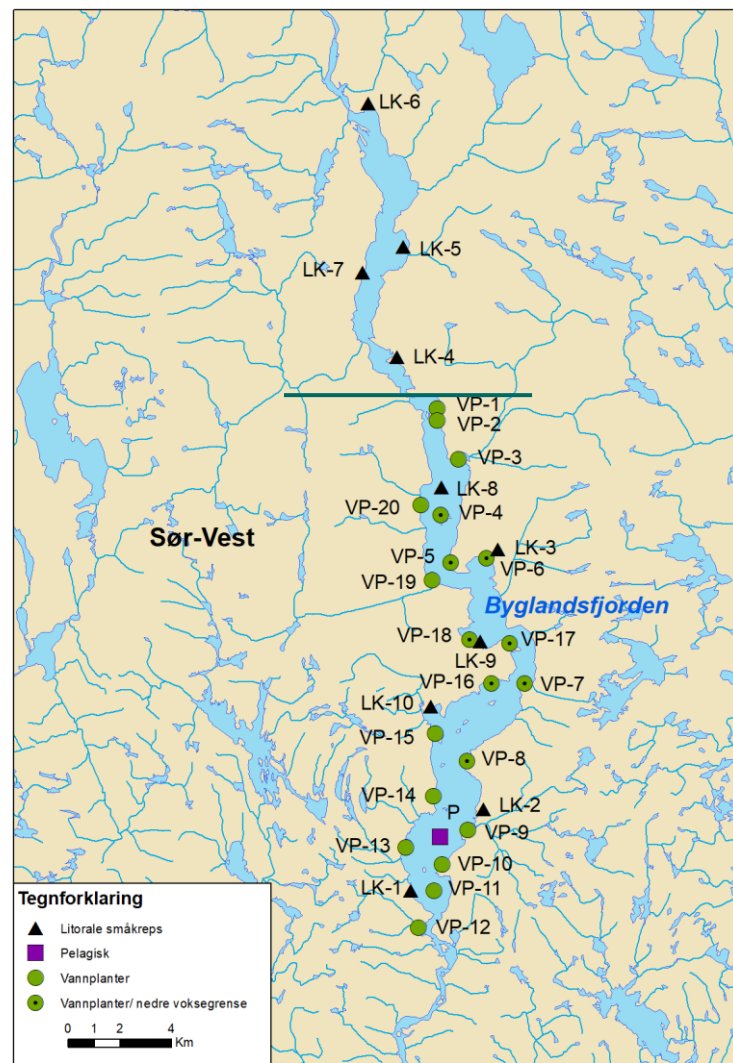 LK-6
LK-5
LK-7
LK-4
VP-1
VP-2
VP-3
LK-8
VP-20
VP-4
Sør-Vest
LK-3
VP-5
VP-6
VP-19
Byglandsfjorden
VP-18
VP-17
LK-9
VP-16
VP-7
LK-10
VP-15
VP-8
VP-14
LK-2
P
VP-9
VP-13
VP-10
LK-1
VP-11
VP-12
Tegnforklaring
Litorale småkreps
Pelagisk
Vannplanter
Vannplanter/ nedre voksegrense
0 1 2 4
Km